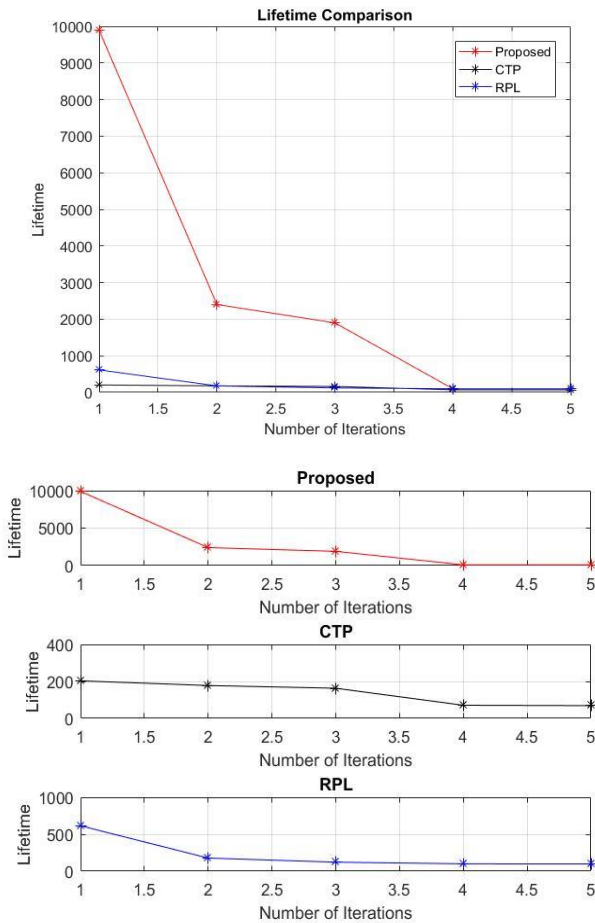 Lifetime Comparison
10000
9000
8000
7000
6000
5000
4000
3000
2000
1000
0
Lifetime
Proposed
CTP
RPL
1 1.5 2 2.5 3 3.5 4 4.5 5
Number of Iterations
Proposed
10000
5000
0
Lifetime
1 1.5 2 2.5 3 3.5 4 4.5 5
Number of Iterations
CTP
400
200
0
Lifetime
1 1.5 2 2.5 3 3.5 4 4.5 5
Number of Iterations
RPL
1000
500
0
Lifetime
1 1.5 2 2.5 3 3.5 4 4.5 5
Number of Iterations